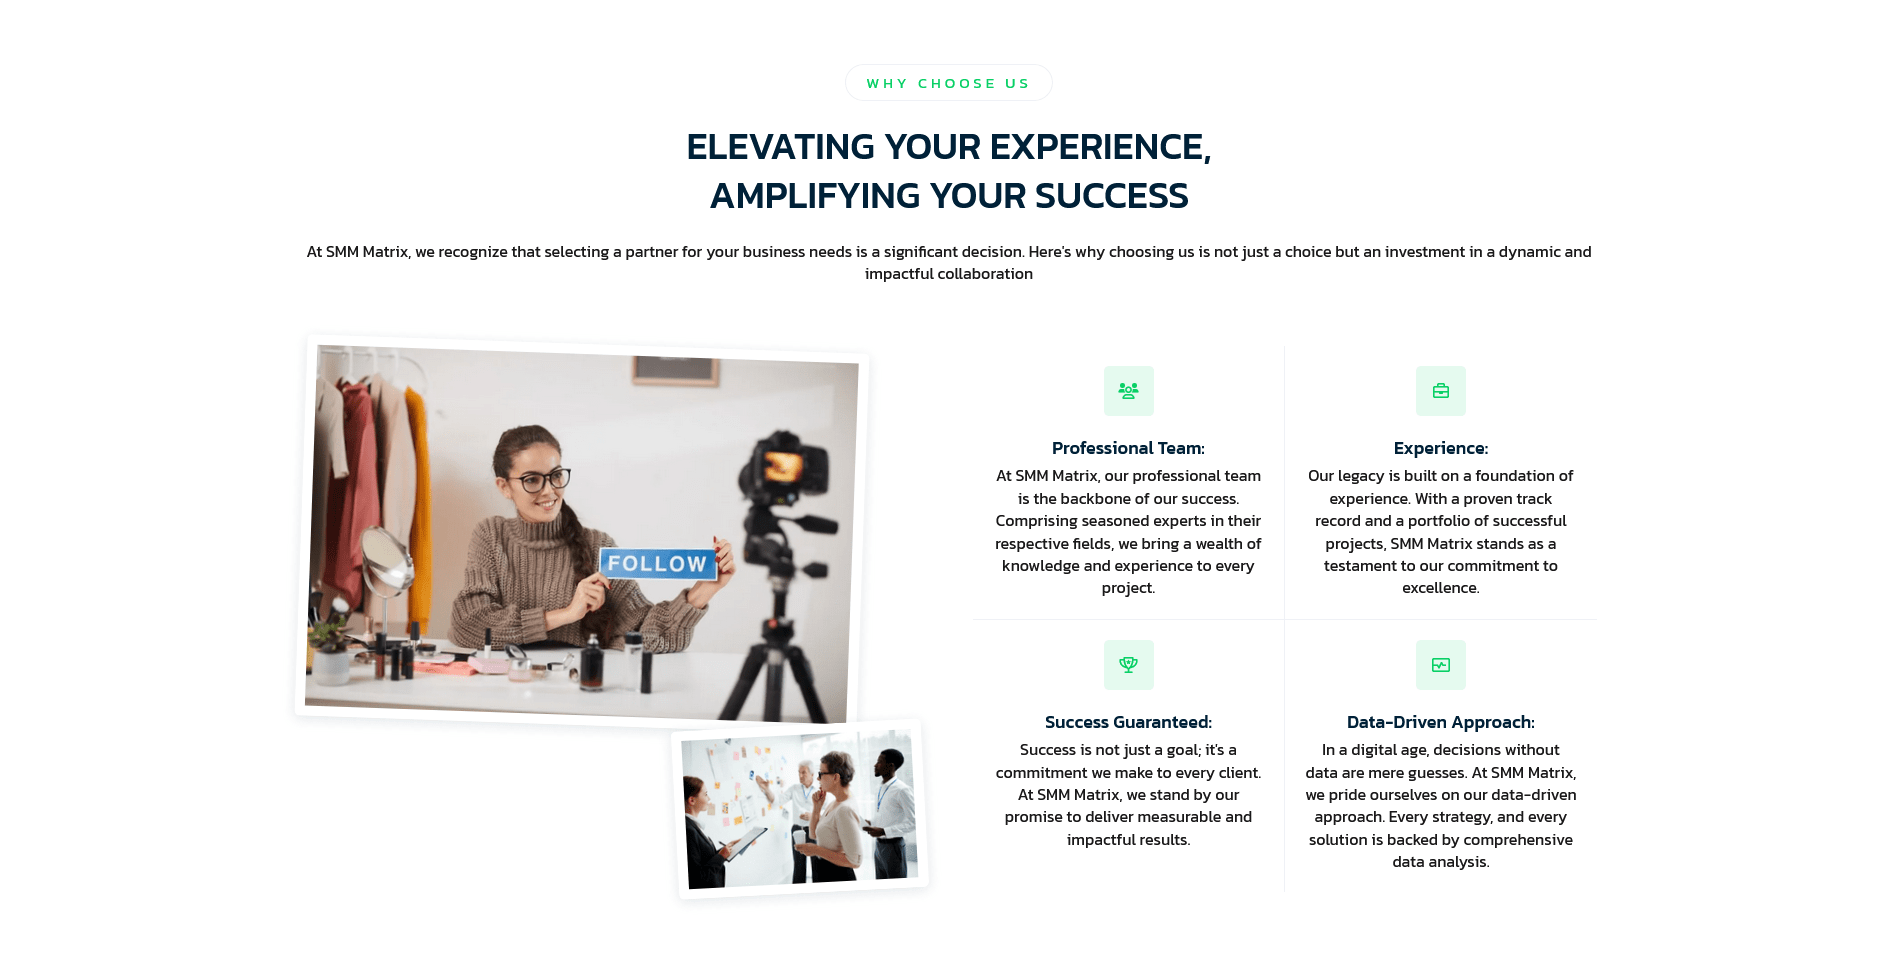 WHY CHOOSE US
ELEVATING YOUR EXPERIENCE,
AMPLIFYING YOUR SUCCESS
At SMM Matrix, we recognize that selecting a partner for your business needs is a significant decision. Here's why choosing us is not just a choice but an investment in a dynamic and
impactful collaboration
FOLLOW
Professional Team:
At SMM Matrix, our professional team
is the backbone of our success.
Comprising seasoned experts in their
respective fields, we bring a wealth of
knowledge and experience to every
project.
Experience:
Our legacy is built on a foundation of
experience. With a proven track
record and a portfolio of successful
projects, SMM Matrix stands as a
testament to our commitment to
excellence.
Success Guaranteed:
Success is not just a goal; it's a
commitment we make to every client.
At SMM Matrix, we stand by our
promise to deliver measurable and
impactful results.
Data-Driven Approach:
In a digital age, decisions without
data are mere guesses. At SMM Matrix,
we pride ourselves on our data-driven
approach. Every strategy, and every
solution is backed by comprehensive
data analysis.